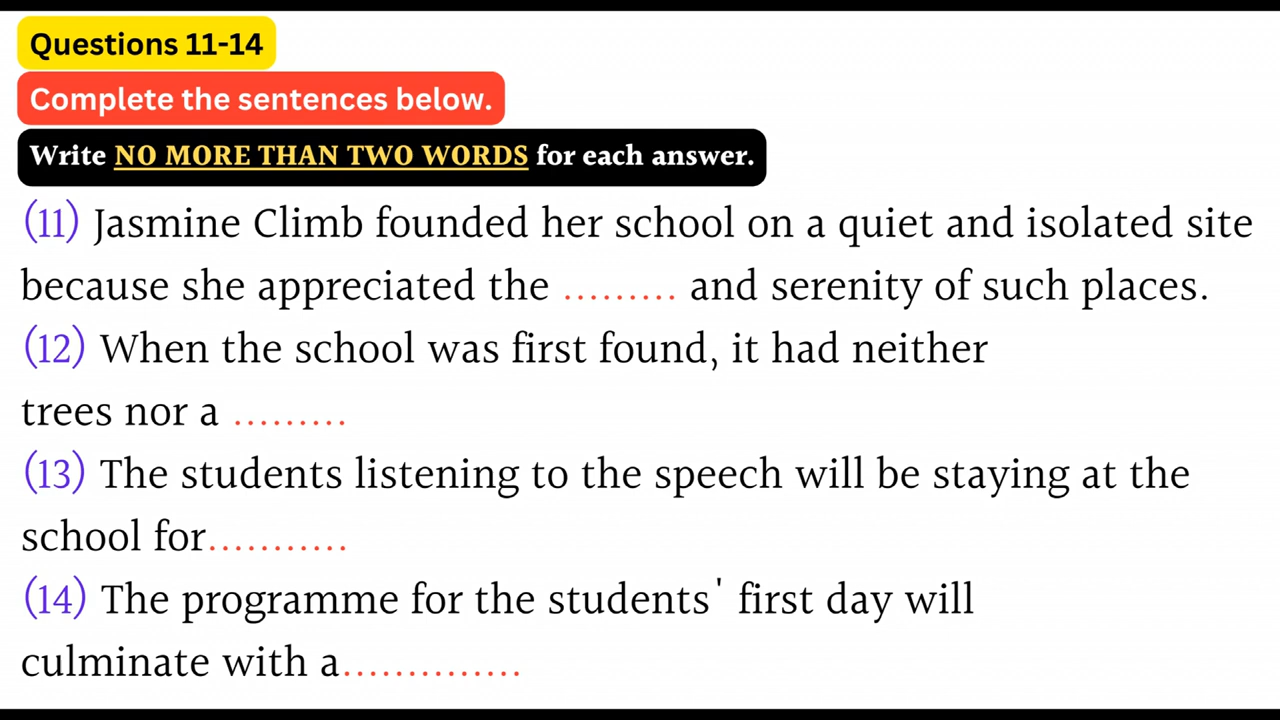 Questions 11-14
Complete the sentences below.
Write NO MORE THAN TWO WORDS for each answer.
(11) Jasmine Climb founded her school on a quiet and isolated site
because she appreciated the ......... and serenity of such places.
(12) When the school was first found, it had neither
trees nor a .........
(13) The students listening to the speech will be staying at the
school for...........
(14) The programme for the students' first day will
culminate with a..............